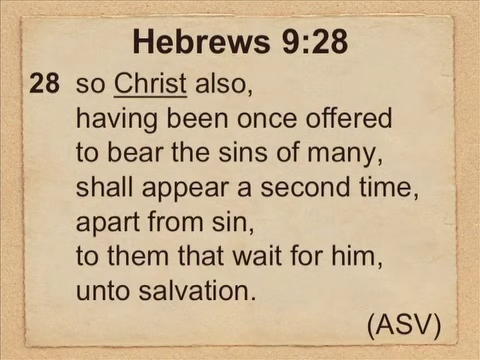 Hebrews 9:28
28 so Christ also,
having been once offered
to bear the sins of many,
shall appear a second time,
apart from sin,
to them that wait for him,
unto salvation.
(ASV)